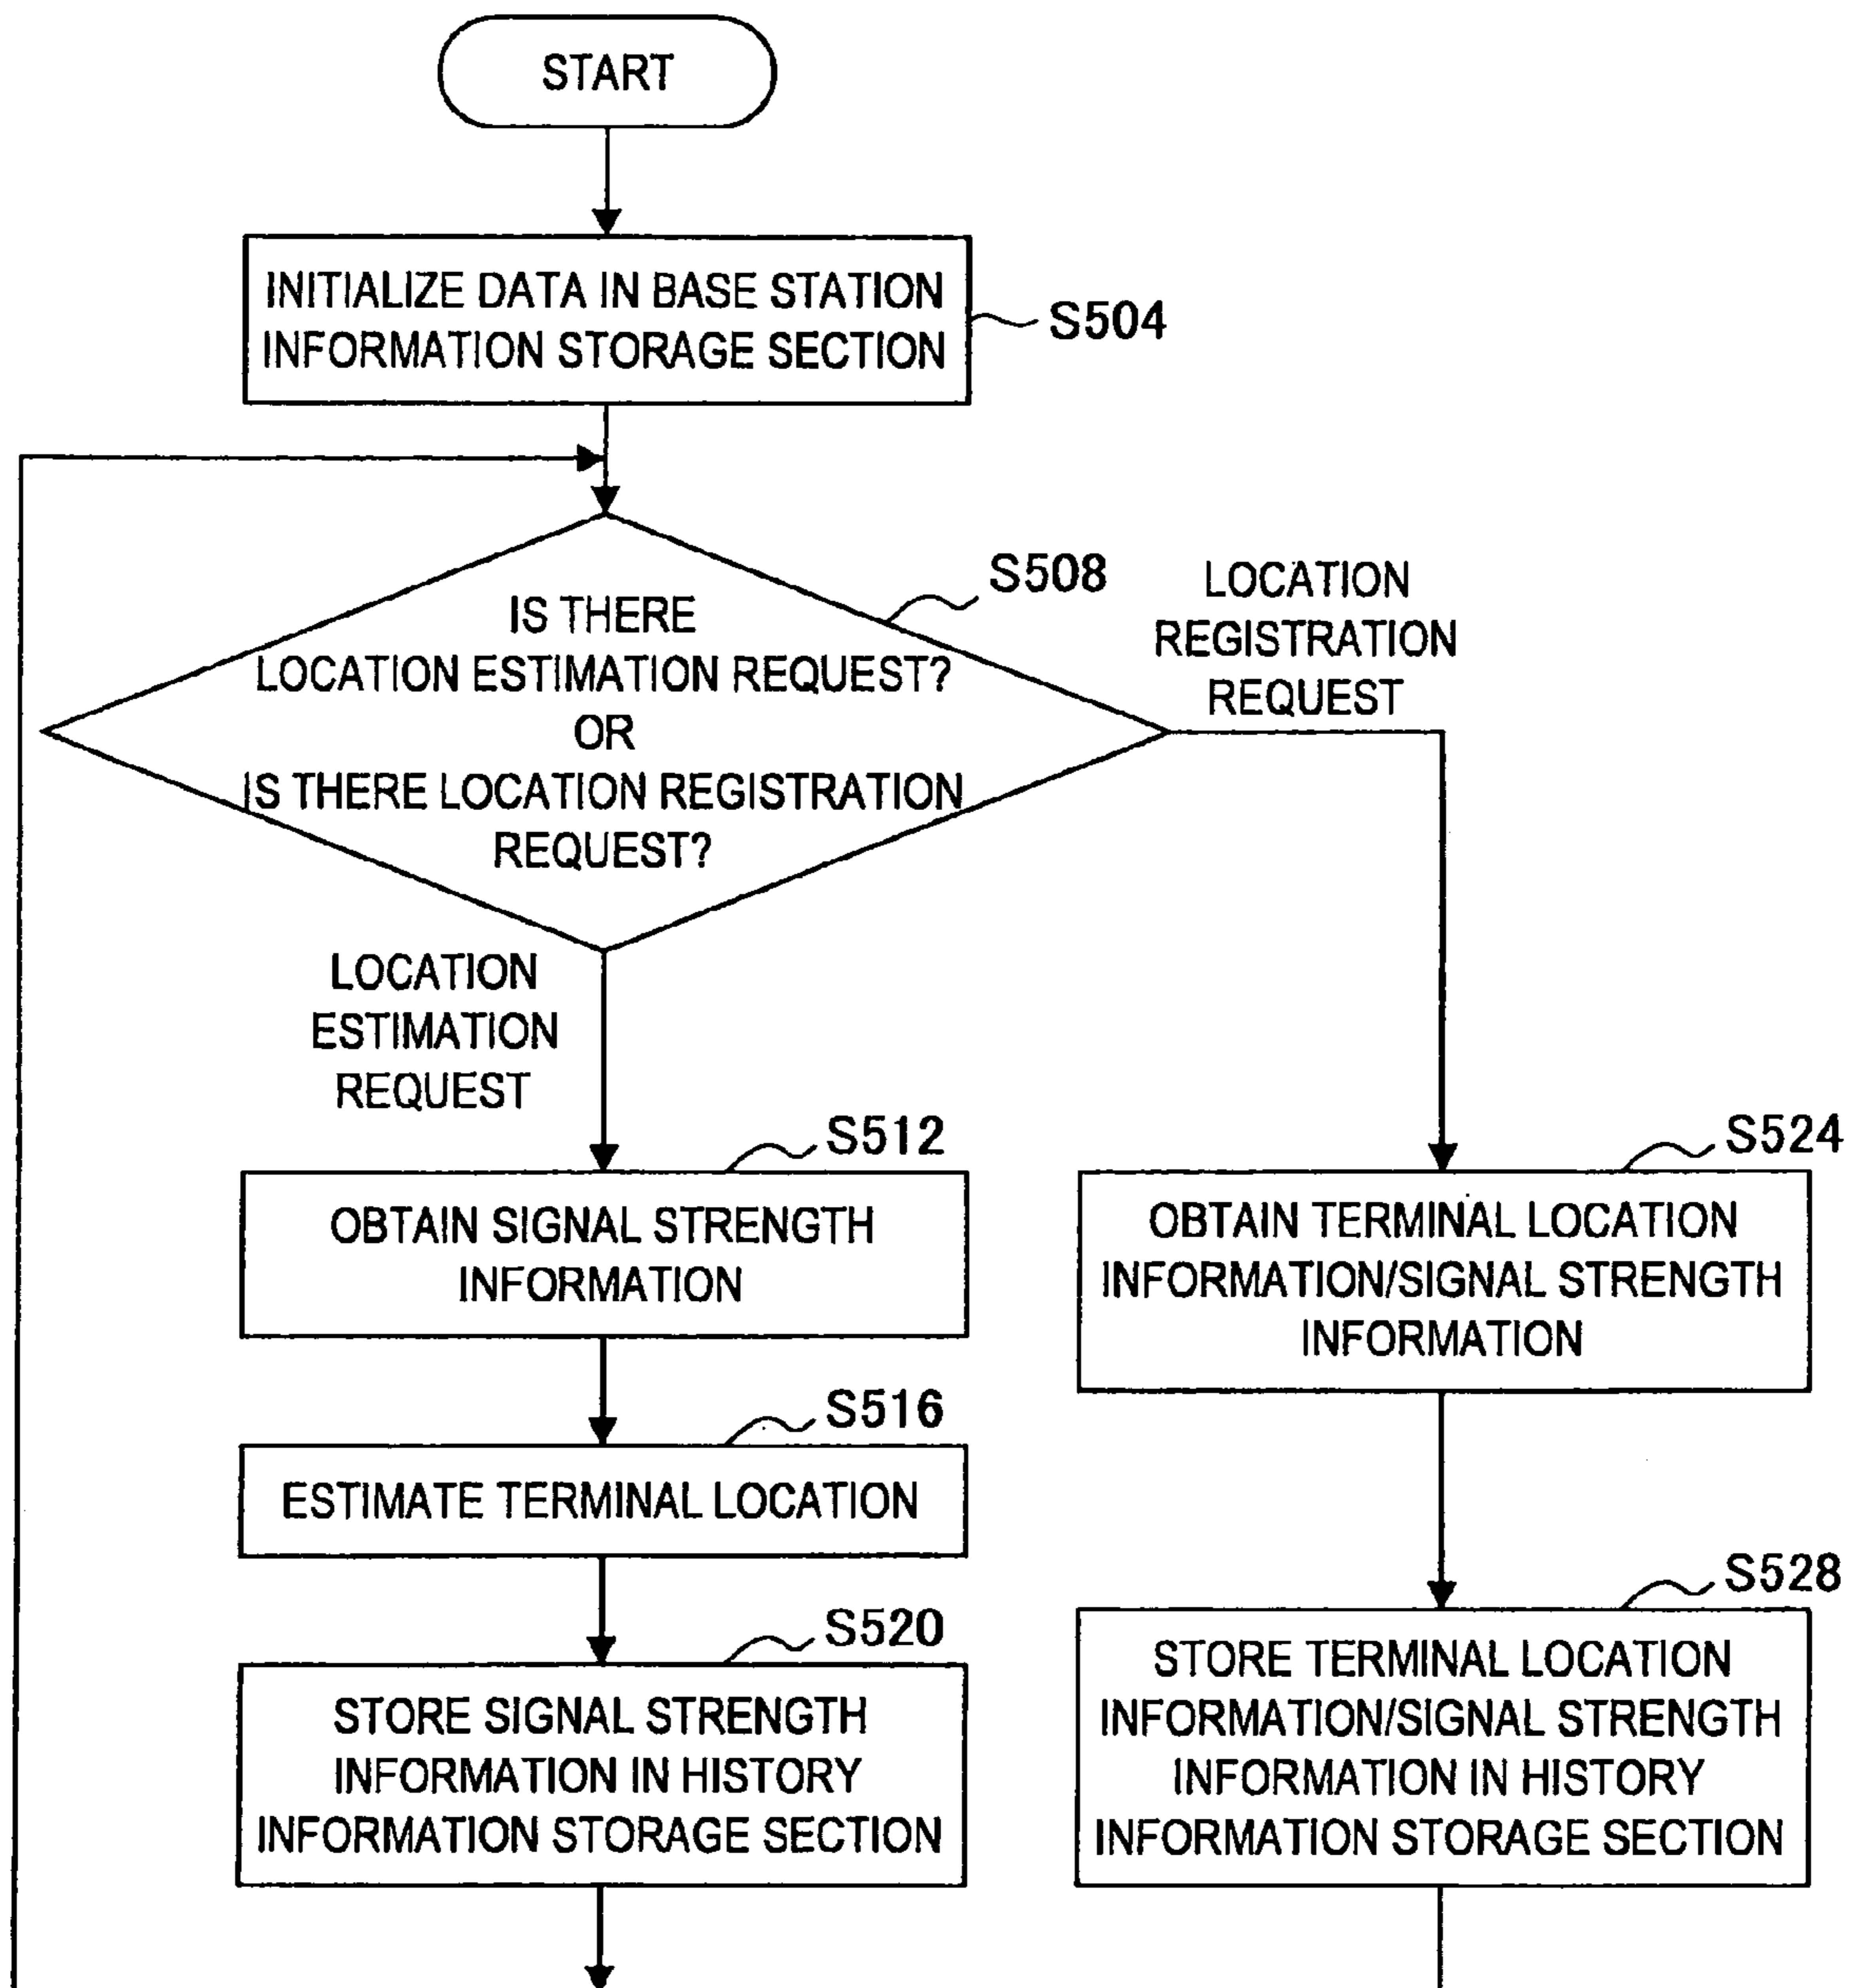 START
INITIALIZE DATA IN BASE STATION
INFORMATION STORAGE SECTION
S504
S508
IS THERE
LOCATION ESTIMATION REQUEST?
OR
IS THERE LOCATION REGISTRATION
REQUEST?
LOCATION
REGISTRATION
REQUEST
LOCATION
ESTIMATION
REQUEST
S512
OBTAIN SIGNAL STRENGTH
INFORMATION
S524
OBTAIN TERMINAL LOCATION
INFORMATION/SIGNAL STRENGTH
INFORMATION
S516
ESTIMATE TERMINAL LOCATION
S520
STORE SIGNAL STRENGTH
INFORMATION IN HISTORY
INFORMATION STORAGE SECTION
S528
STORE TERMINAL LOCATION
INFORMATION/SIGNAL STRENGTH
INFORMATION IN HISTORY
INFORMATION STORAGE SECTION